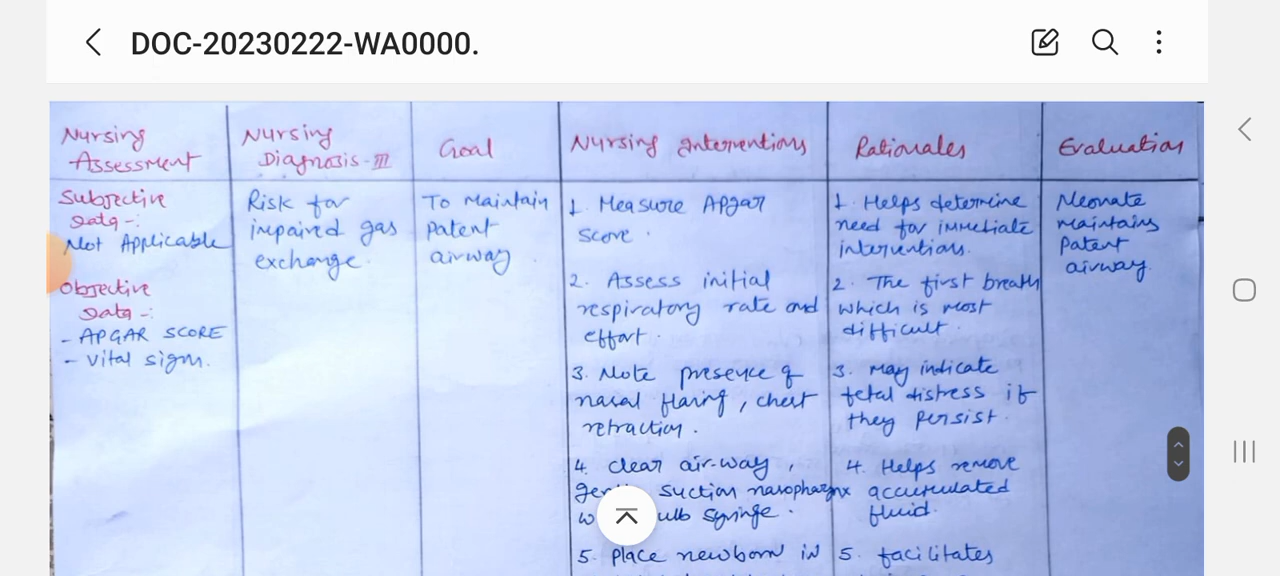 DOC-20230222-WA0000.
Nursing
Assessment
Subjective
data -:
Not Applicable
Objective
data -:
- APGAR SCORE
- Vital signs.
Nursing
Diagnosis-III
Risk for
impaired gas
exchange.
Goal
To Maintain
Patent
airway
Nursing Interventions
1. Measure Apgar
score.
2. Assess initial
respiratory rate and
effort.
3. Note presence of
nasal flaring, chest
retraction.
4. Clear air-way,
suction nasopharynx
syringe.
5. Place newborn in
Rationales
1. Helps determine
need for immediate
interventions.
2. The first breath
which is most
difficult.
3. May indicate
fetal distress if
they persist.
4. Helps remove
accumulated
fluid.
5. facilitates
Evaluation
Neonate
maintains
Patent
airway.